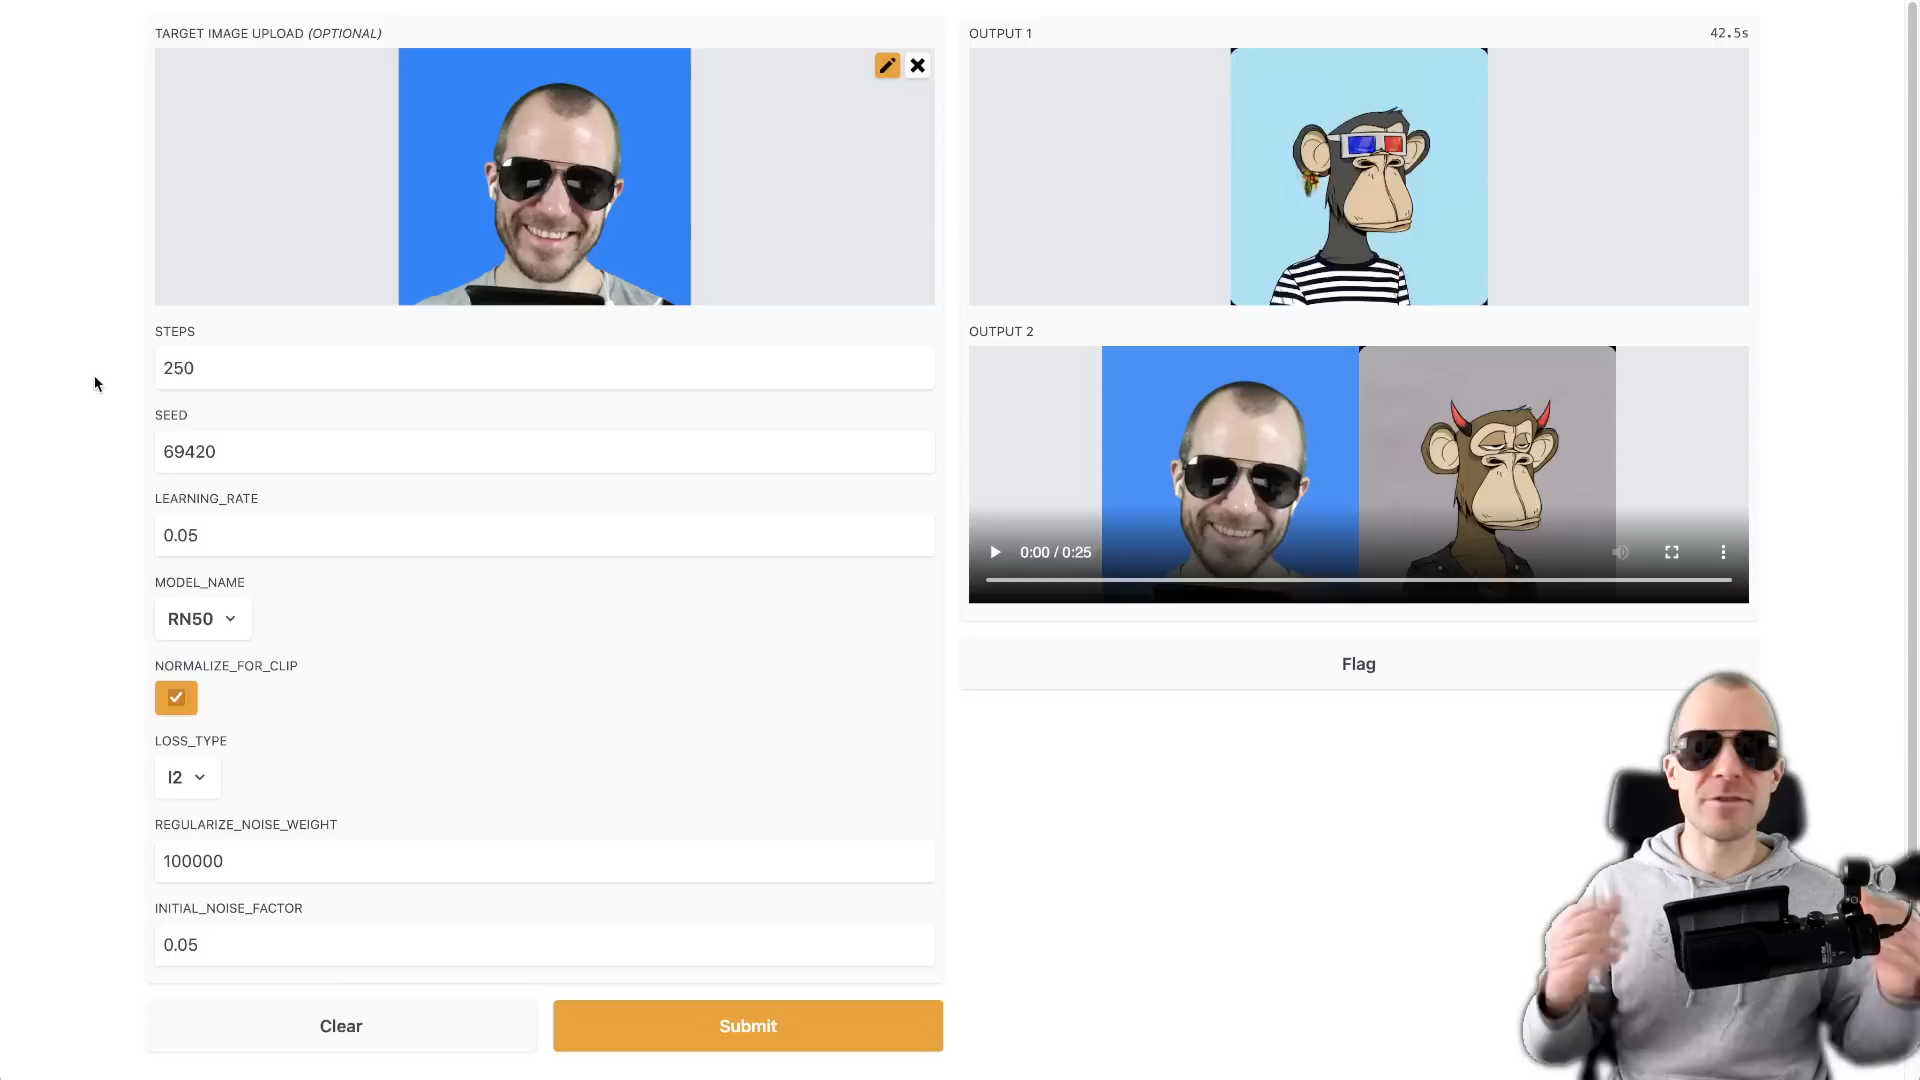 TARGET IMAGE UPLOAD (OPTIONAL)
STEPS
250
SEED
69420
LEARNING_RATE
0.05
MODEL_NAME
RN50
NORMALIZE_FOR_CLIP
LOSS_TYPE
l2
REGULARIZE_NOISE_WEIGHT
100000
INITIAL_NOISE_FACTOR
0.05
Clear
Submit
OUTPUT 1
42.5s
OUTPUT 2
0:00 / 0:25
Flag